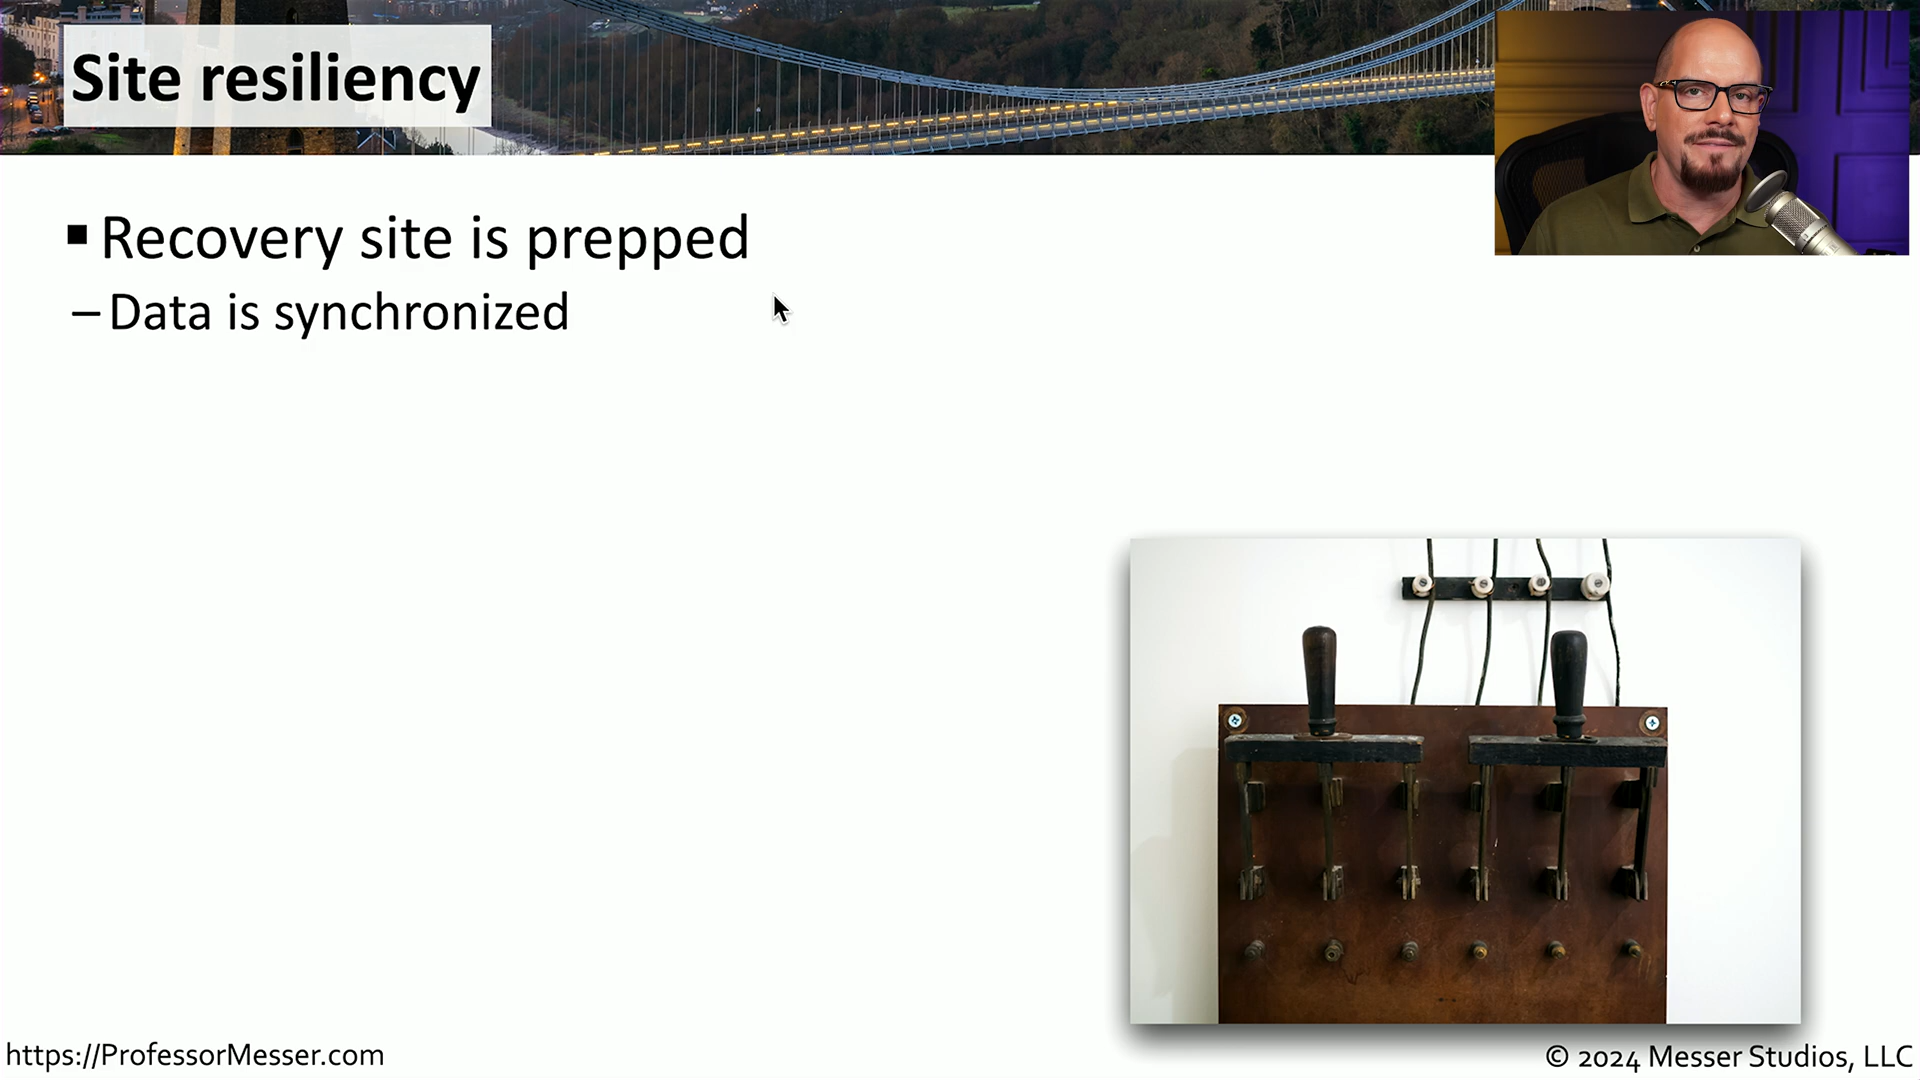 Site resiliency
▪ Recovery site is prepped
– Data is synchronized
https://ProfessorMesser.com
© 2024 Messer Studios, LLC